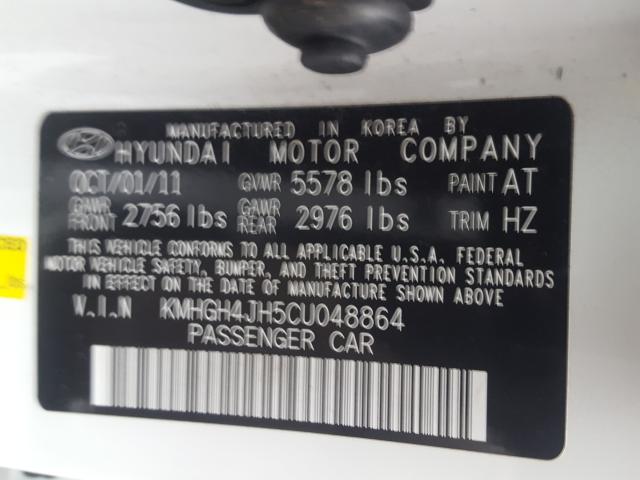 MANUFACTURED IN KOREA BY
HYUNDAI MOTOR COMPANY
OCT/01/11 GVWR 5578 lbs PAINT AT
GAWR FRONT 2756 lbs GAWR REAR 2976 lbs TRIM HZ
THIS VEHICLE CONFORMS TO ALL APPLICABLE U.S.A. FEDERAL
MOTOR VEHICLE SAFETY, BUMPER, AND THEFT PREVENTION STANDARDS
IN EFFECT ON THE DATE OF MANUFACTURE SHOWN ABOVE
V.I.N KMHGH4JH5CU048864
PASSENGER CAR